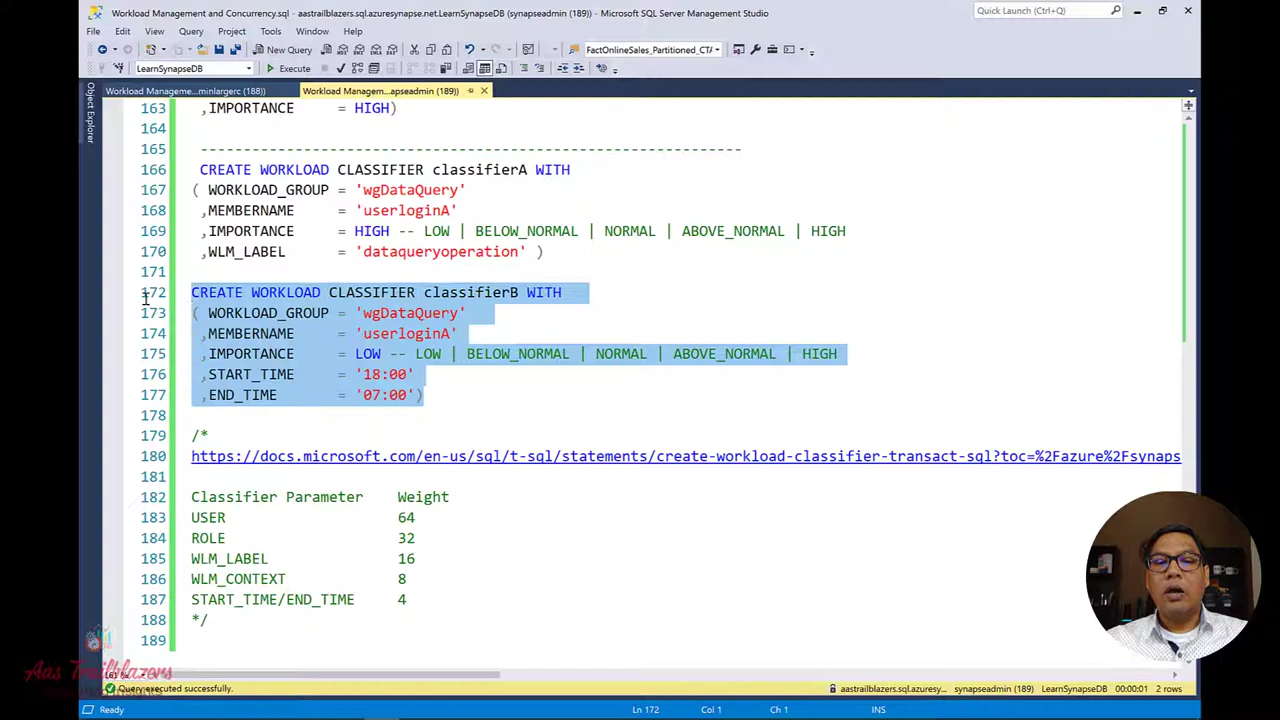 Workload Management and Concurrency.sql - aastrailblazers.sql.azuresynapse.net.LearnSynapseDB (synapseadmin (189)) - Microsoft SQL Server Management Studio
Quick Launch (Ctrl+Q)
File Edit View Query Project Tools Window Help
New Query FactOnlineSales_Partitioned_CTA
LearnSynapseDB Execute
Workload Manageme...minlargerc (188)) Workload Managem...apseadmin (189))
Object Explorer
163 ,IMPORTANCE = HIGH)
164
165 ---------------------------------------------------------------
166 CREATE WORKLOAD CLASSIFIER classifierA WITH
167 ( WORKLOAD_GROUP = 'wgDataQuery'
168 ,MEMBERNAME = 'userloginA'
169 ,IMPORTANCE = HIGH -- LOW | BELOW_NORMAL | NORMAL | ABOVE_NORMAL | HIGH
170 ,WLM_LABEL = 'dataqueryoperation' )
171
172 CREATE WORKLOAD CLASSIFIER classifierB WITH
173 ( WORKLOAD_GROUP = 'wgDataQuery'
174 ,MEMBERNAME = 'userloginA'
175 ,IMPORTANCE = LOW -- LOW | BELOW_NORMAL | NORMAL | ABOVE_NORMAL | HIGH
176 ,START_TIME = '18:00'
177 ,END_TIME = '07:00')
178
179 /*
180 https://docs.microsoft.com/en-us/sql/t-sql/statements/create-workload-classifier-transact-sql?toc=%2Fazure%2Fsynaps
181
182 Classifier Parameter Weight
183 USER 64
184 ROLE 32
185 WLM_LABEL 16
186 WLM_CONTEXT 8
187 START_TIME/END_TIME 4
188 */
189
Aas Trailblazers
Query executed successfully. aastrailblazers.sql.azuresy... synapseadmin (189) LearnSynapseDB 00:00:01 2 rows
Ready Ln 172 Col 1 Ch 1 INS